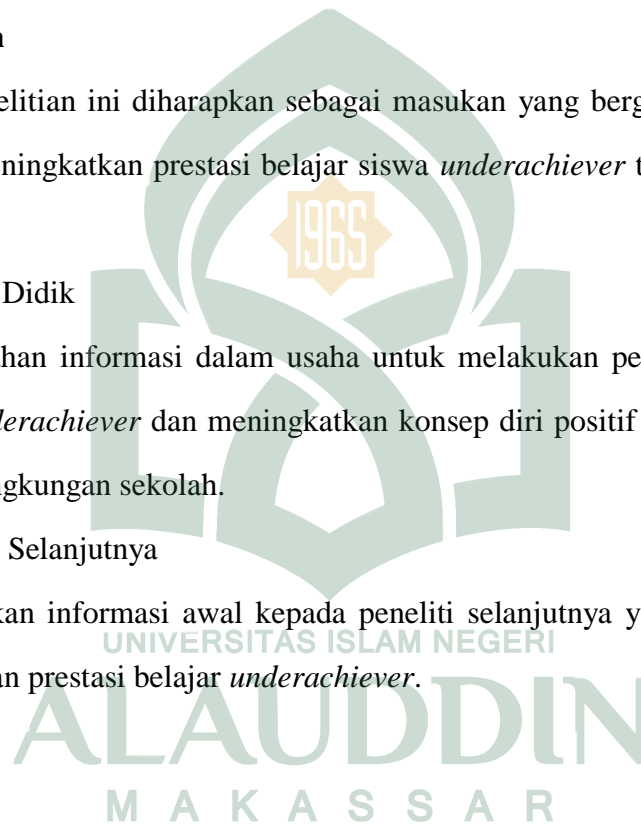 n
elitian ini diharapkan sebagai masukan yang berg
eningkatkan prestasi belajar siswa underachiever t
1965
Didik
han informasi dalam usaha untuk melakukan pe
derachiever dan meningkatkan konsep diri positif
ngkungan sekolah.
Selanjutnya
kan informasi awal kepada peneliti selanjutnya y
UNIVERSITAS ISLAM NEGERI
an prestasi belajar underachiever.
ALAUDDIN
MAKASSAR